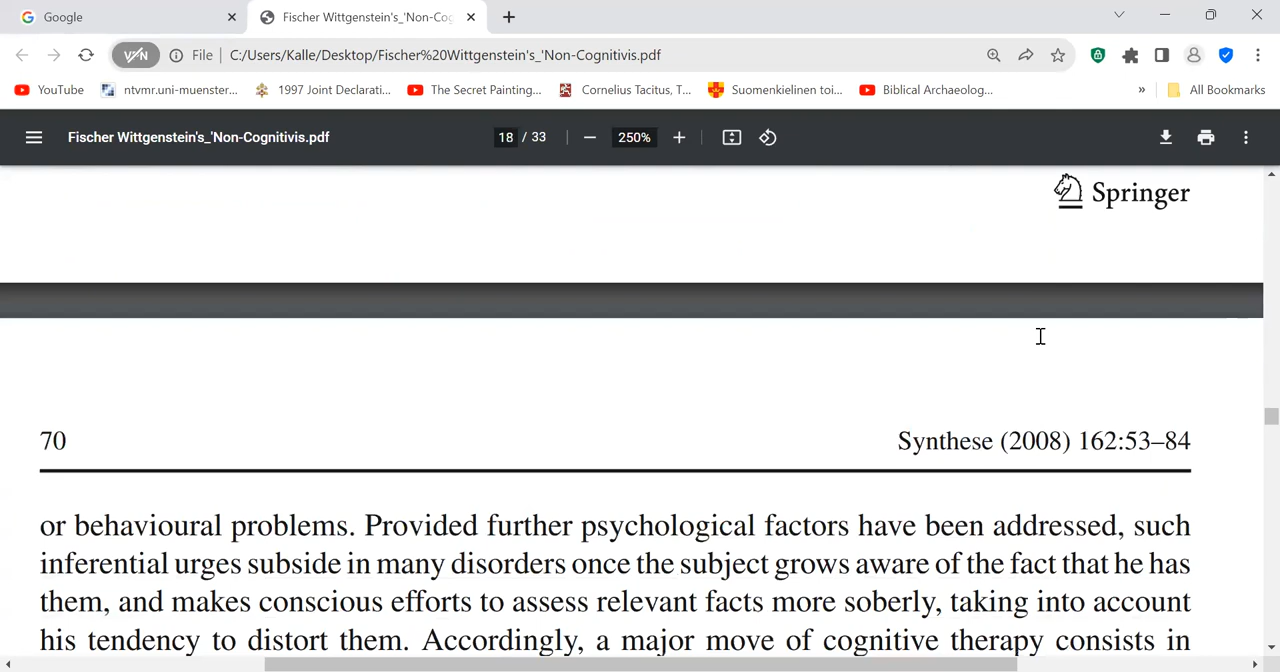 Google
Fischer Wittgenstein's_'Non-Cog
VPN
File
C:/Users/Kalle/Desktop/Fischer%20Wittgenstein's_'Non-Cognitivis.pdf
YouTube
ntvmr.uni-muenster...
1997 Joint Declarati...
The Secret Painting...
Cornelius Tacitus, T...
Suomenkielinen toi...
Biblical Archaeolog...
»
All Bookmarks
Fischer Wittgenstein's_'Non-Cognitivis.pdf
18 / 33
250%
Springer
70
Synthese (2008) 162:53–84
or behavioural problems. Provided further psychological factors have been addressed, such
inferential urges subside in many disorders once the subject grows aware of the fact that he has
them, and makes conscious efforts to assess relevant facts more soberly, taking into account
his tendency to distort them. Accordingly, a major move of cognitive therapy consists in